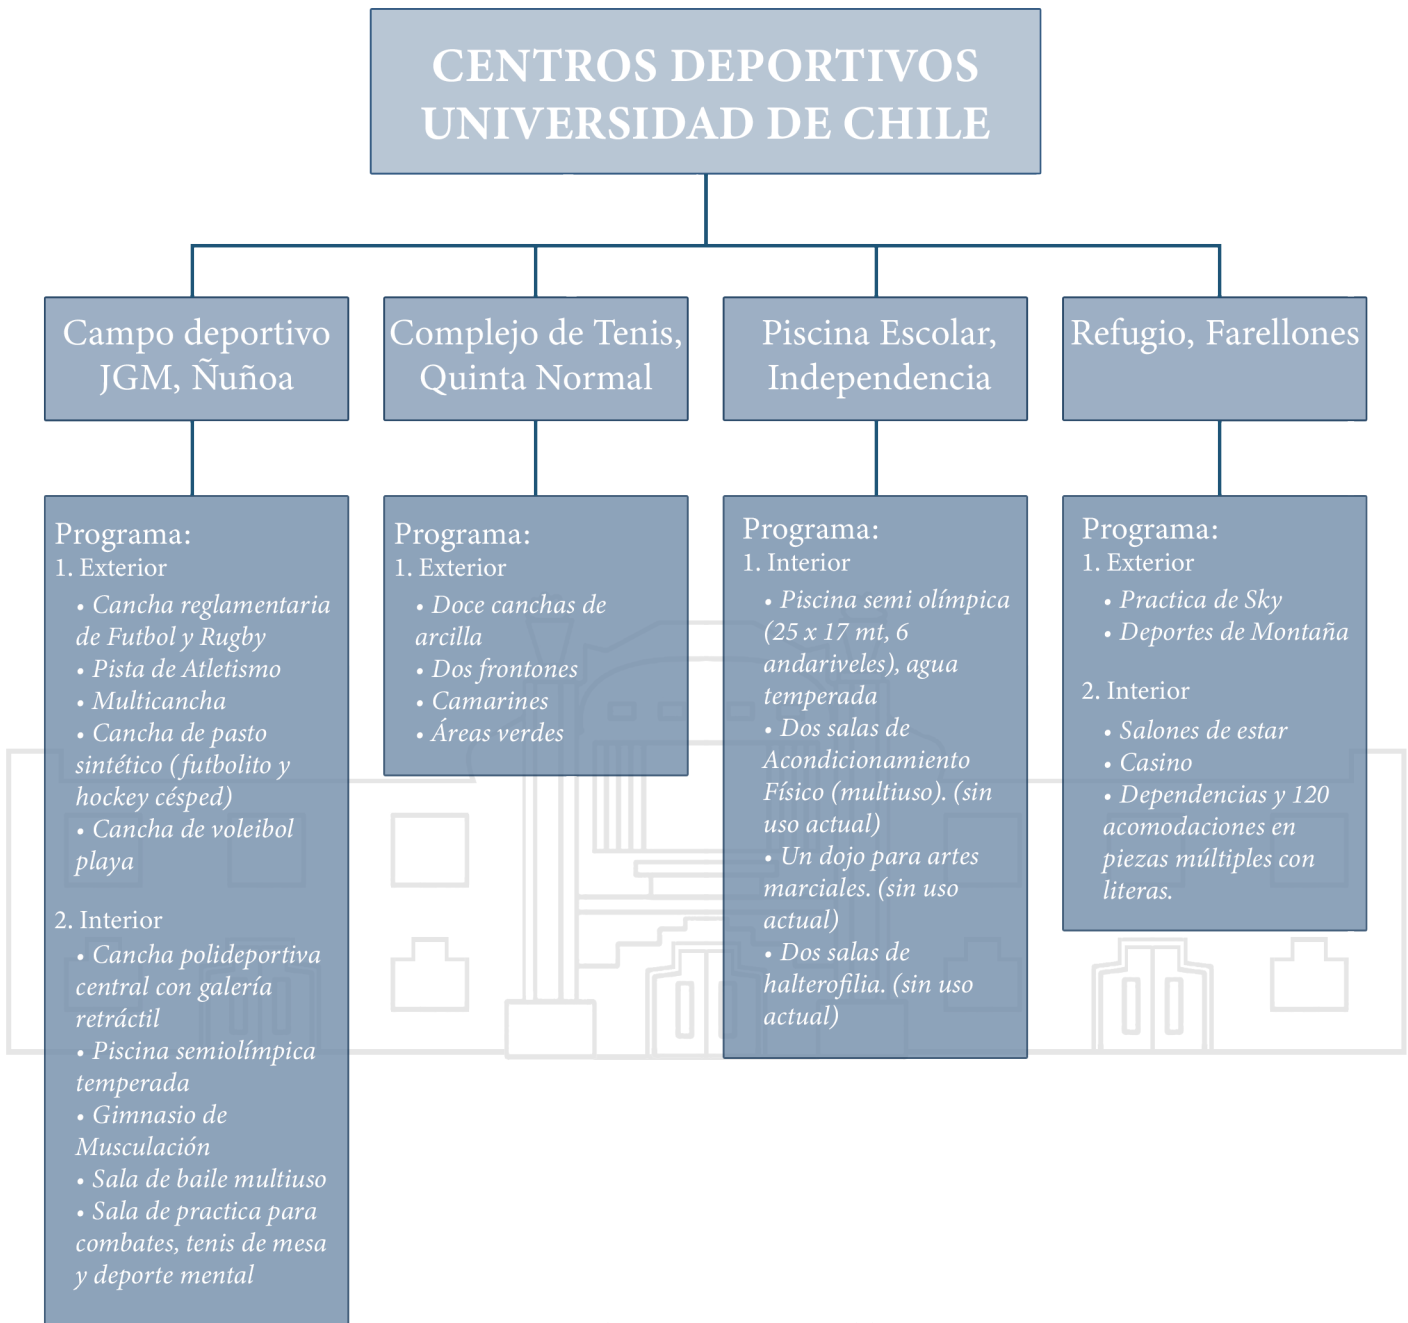 CENTROS DEPORTIVOS
UNIVERSIDAD DE CHILE
Campo deportivo
JGM, Ñuñoa
Programa:
1. Exterior
• Cancha reglamentaria
de Futbol y Rugby
• Pista de Atletismo
• Multicancha
• Cancha de pasto
sintético (futbolito y
hockey césped)
• Cancha de voleibol
playa
2. Interior
• Cancha polideportiva
central con galería
retráctil
• Piscina semiolímpica
temperada
• Gimnasio de
Musculación
• Sala de baile multiuso
• Sala de practica para
combates, tenis de mesa
y deporte mental
Complejo de Tenis,
Quinta Normal
Programa:
1. Exterior
• Doce canchas de
arcilla
• Dos frontones
• Camarines
• Áreas verdes
Piscina Escolar,
Independencia
Programa:
1. Interior
• Piscina semi olímpica
(25 x 17 mt, 6
andariveles), agua
temperada
• Dos salas de
Acondicionamiento
Físico (multiuso). (sin
uso actual)
• Un dojo para artes
marciales. (sin uso
actual)
• Dos salas de
halterofilia. (sin uso
actual)
Refugio, Farellones
Programa:
1. Exterior
• Practica de Sky
• Deportes de Montaña
2. Interior
• Salones de estar
• Casino
• Dependencias y 120
acomodaciones en
piezas múltiples con
literas.